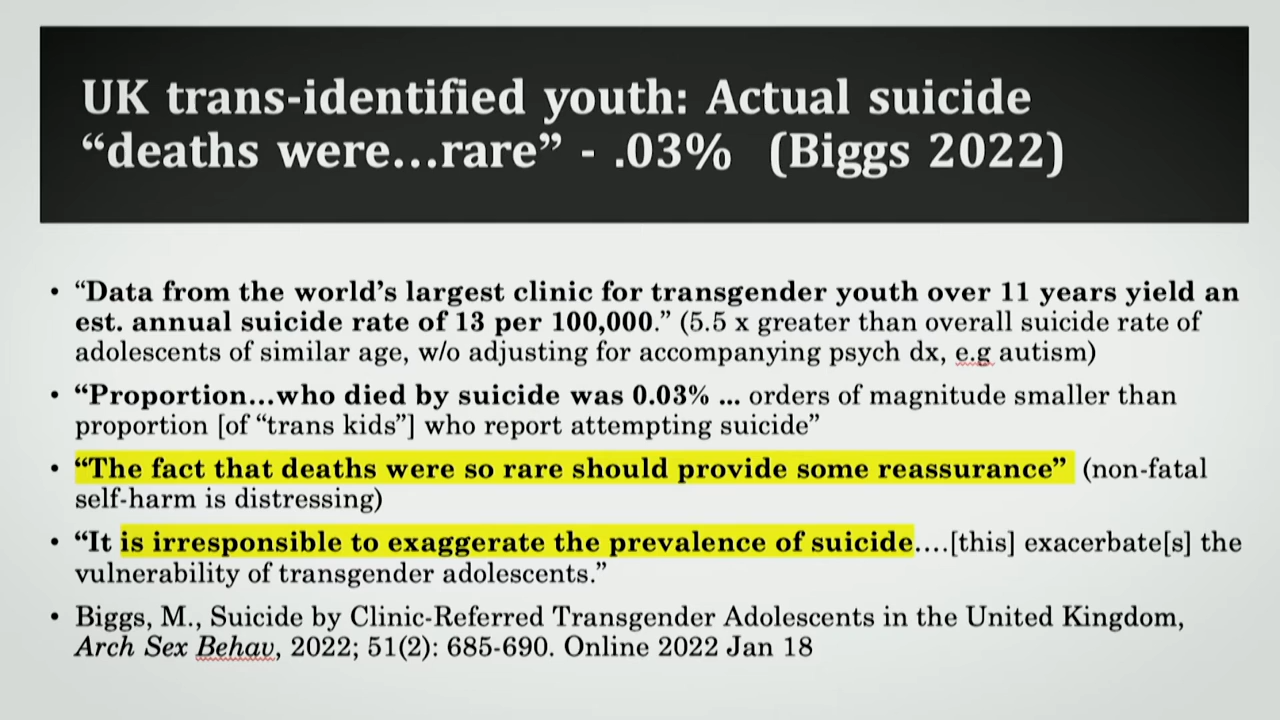 UK trans-identified youth: Actual suicide
“deaths were…rare” - .03% (Biggs 2022)
• “Data from the world’s largest clinic for transgender youth over 11 years yield an
est. annual suicide rate of 13 per 100,000.” (5.5 x greater than overall suicide rate of
adolescents of similar age, w/o adjusting for accompanying psych dx, e.g autism)
• “Proportion…who died by suicide was 0.03% ... orders of magnitude smaller than
proportion [of “trans kids”] who report attempting suicide”
• “The fact that deaths were so rare should provide some reassurance” (non-fatal
self-harm is distressing)
• “It is irresponsible to exaggerate the prevalence of suicide….[this] exacerbate[s] the
vulnerability of transgender adolescents.”
• Biggs, M., Suicide by Clinic-Referred Transgender Adolescents in the United Kingdom,
Arch Sex Behav, 2022; 51(2): 685-690. Online 2022 Jan 18